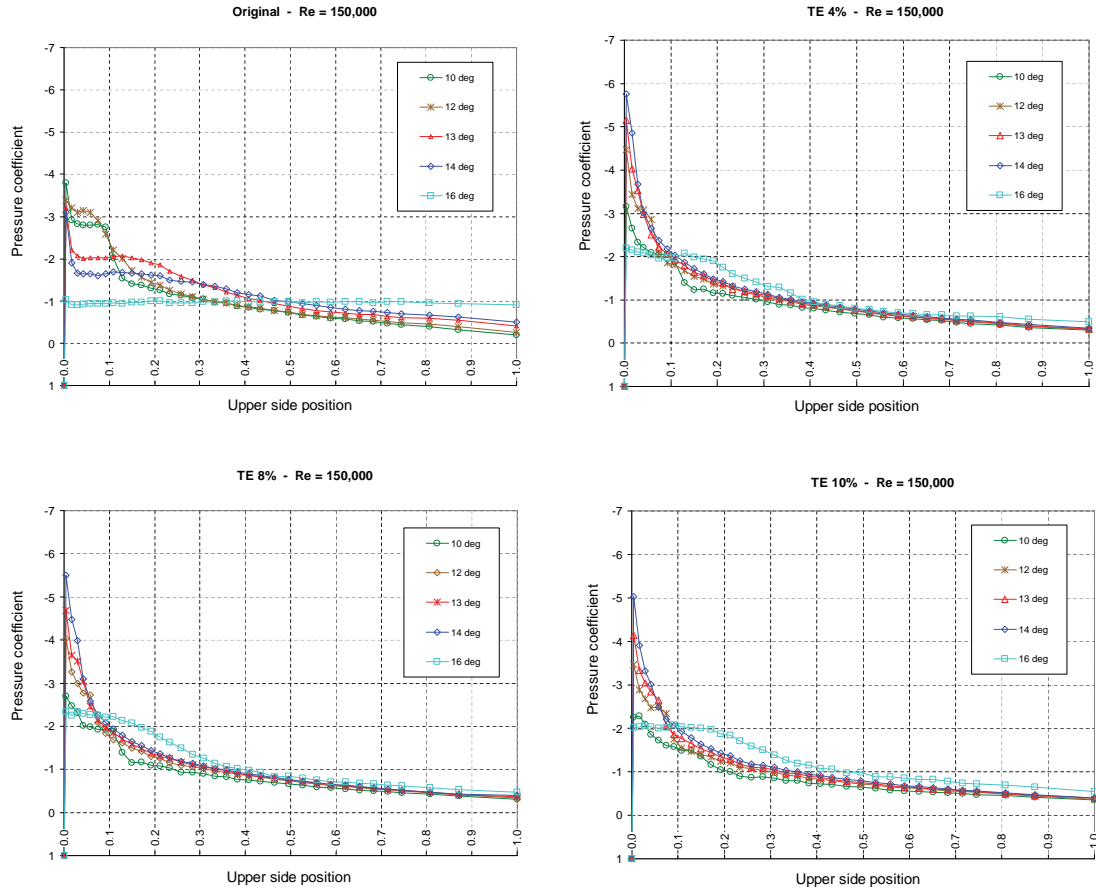 Original - Re = 150,000
-7
-6
-5
-4
-3
-2
-1
0
1
Pressure coefficient
0.0
0.1
0.2
0.3
0.4
0.5
0.6
0.7
0.8
0.9
1.0
Upper side position
10 deg
12 deg
13 deg
14 deg
16 deg
TE 4% - Re = 150,000
-7
-6
-5
-4
-3
-2
-1
0
1
Pressure coefficient
0.0
0.1
0.2
0.3
0.4
0.5
0.6
0.7
0.8
0.9
1.0
Upper side position
10 deg
12 deg
13 deg
14 deg
16 deg
TE 8% - Re = 150,000
-7
-6
-5
-4
-3
-2
-1
0
1
Pressure coefficient
0.0
0.1
0.2
0.3
0.4
0.5
0.6
0.7
0.8
0.9
1.0
Upper side position
10 deg
12 deg
13 deg
14 deg
16 deg
TE 10% - Re = 150,000
-7
-6
-5
-4
-3
-2
-1
0
1
Pressure coefficient
0.0
0.1
0.2
0.3
0.4
0.5
0.6
0.7
0.8
0.9
1.0
Upper side position
10 deg
12 deg
13 deg
14 deg
16 deg